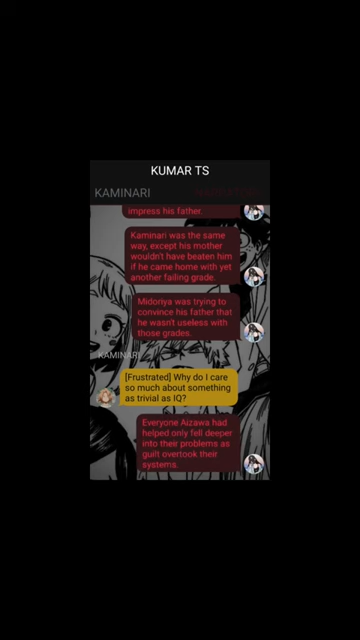 KUMAR TS
KAMINARI
impress his father.
Kaminari was the same
way, except his mother
wouldn't have beaten him
if he came home with yet
another failing grade.
Midoriya was trying to
convince his father that
he wasn't useless with
those grades.
KAMINARI
[Frustrated] Why do I care
so much about something
as trivial as IQ?
Everyone Aizawa had
helped only fell deeper
into their problems as
guilt overtook their
systems.